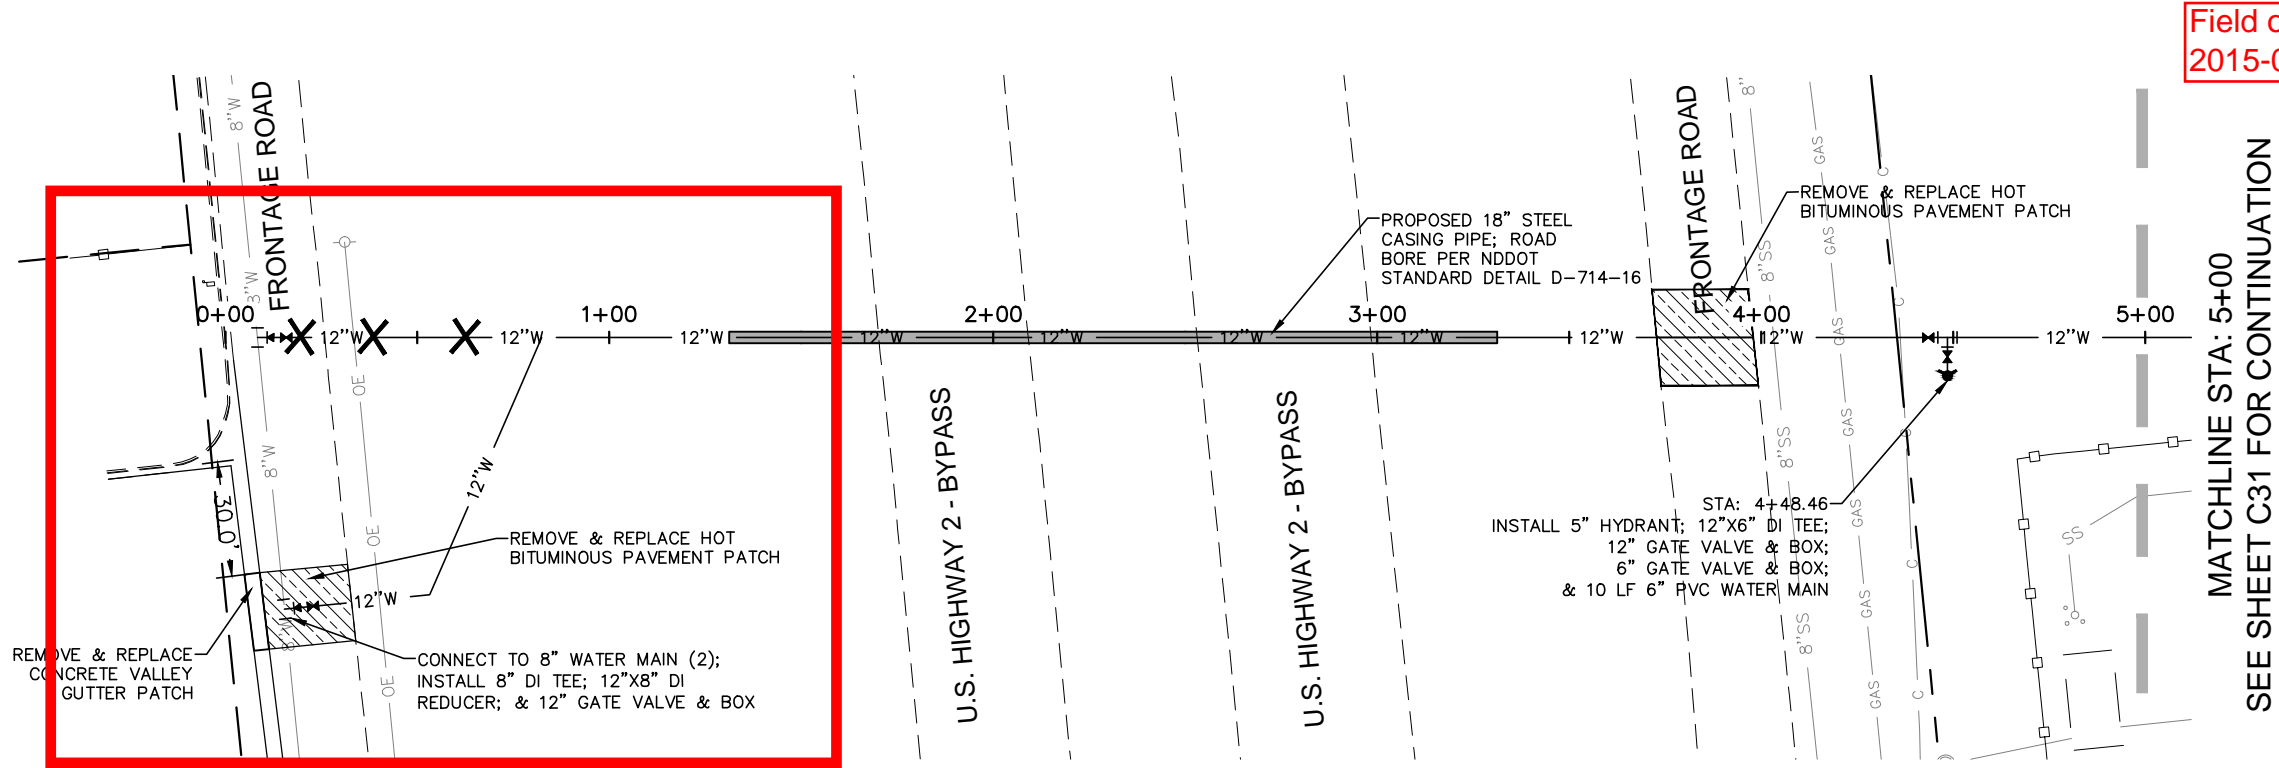 Field
FRONTAGE ROAD
8"W
0+00
1+00
2+00
3+00
4+00
5+00
12"W
12"W
12"W
12"W
12"W
12"W
12"W
12"W
12"W
12"W
PROPOSED 18" STEEL
CASING PIPE; ROAD
BORE PER NDDOT
STANDARD DETAIL D-714-16
FRONTAGE ROAD
REMOVE & REPLACE HOT
BITUMINOUS PAVEMENT PATCH
8"
8"SS
8"SS
8"SS
GAS
GAS
GAS
GAS
GAS
GAS
GAS
C
C
C
C
C
OE
OE
OE
8"W
8"W
12"W
12"W
30.0'
REMOVE & REPLACE HOT
BITUMINOUS PAVEMENT PATCH
REMOVE & REPLACE
CONCRETE VALLEY
GUTTER PATCH
CONNECT TO 8" WATER MAIN (2);
INSTALL 8" DI TEE; 12"X8" DI
REDUCER; & 12" GATE VALVE & BOX
U.S. HIGHWAY 2 - BYPASS
U.S. HIGHWAY 2 - BYPASS
STA: 4+48.46
INSTALL 5" HYDRANT; 12"X6" DI TEE;
12" GATE VALVE & BOX;
6" GATE VALVE & BOX;
& 10 LF 6" PVC WATER MAIN
SS
MATCHLINE STA: 5+00
SEE SHEET C31 FOR CONTINUATION